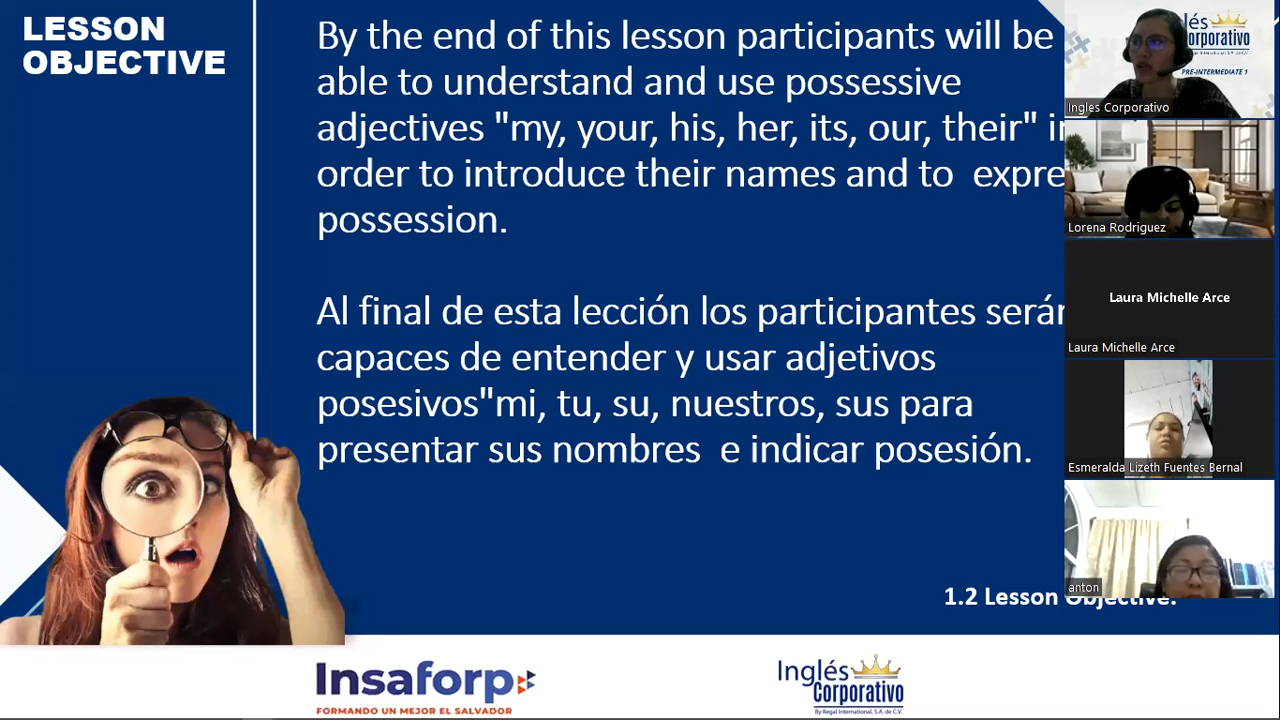 LESSON
OBJECTIVE
By the end of this lesson participants will be
able to understand and use possessive
adjectives "my, your, his, her, its, our, their"
order to introduce their names and to expre
possession.
Al final de esta lección los participantes serán
capaces de entender y usar adjetivos
posesivos"mi, tu, su, nuestros, sus para
presentar sus nombres e indicar posesión.
1.2 Lesson Objective.
Insaforp
FORMANDO UN MEJOR EL SALVADOR
Inglés
Corporativo
By Regal International, S.A. de C.V.
lés
Corporativo
PRE-INTERMEDIATE 1
Ingles Corporativo
Lorena Rodriguez
Laura Michelle Arce
Laura Michelle Arce
Esmeralda Lizeth Fuentes Bernal
anton